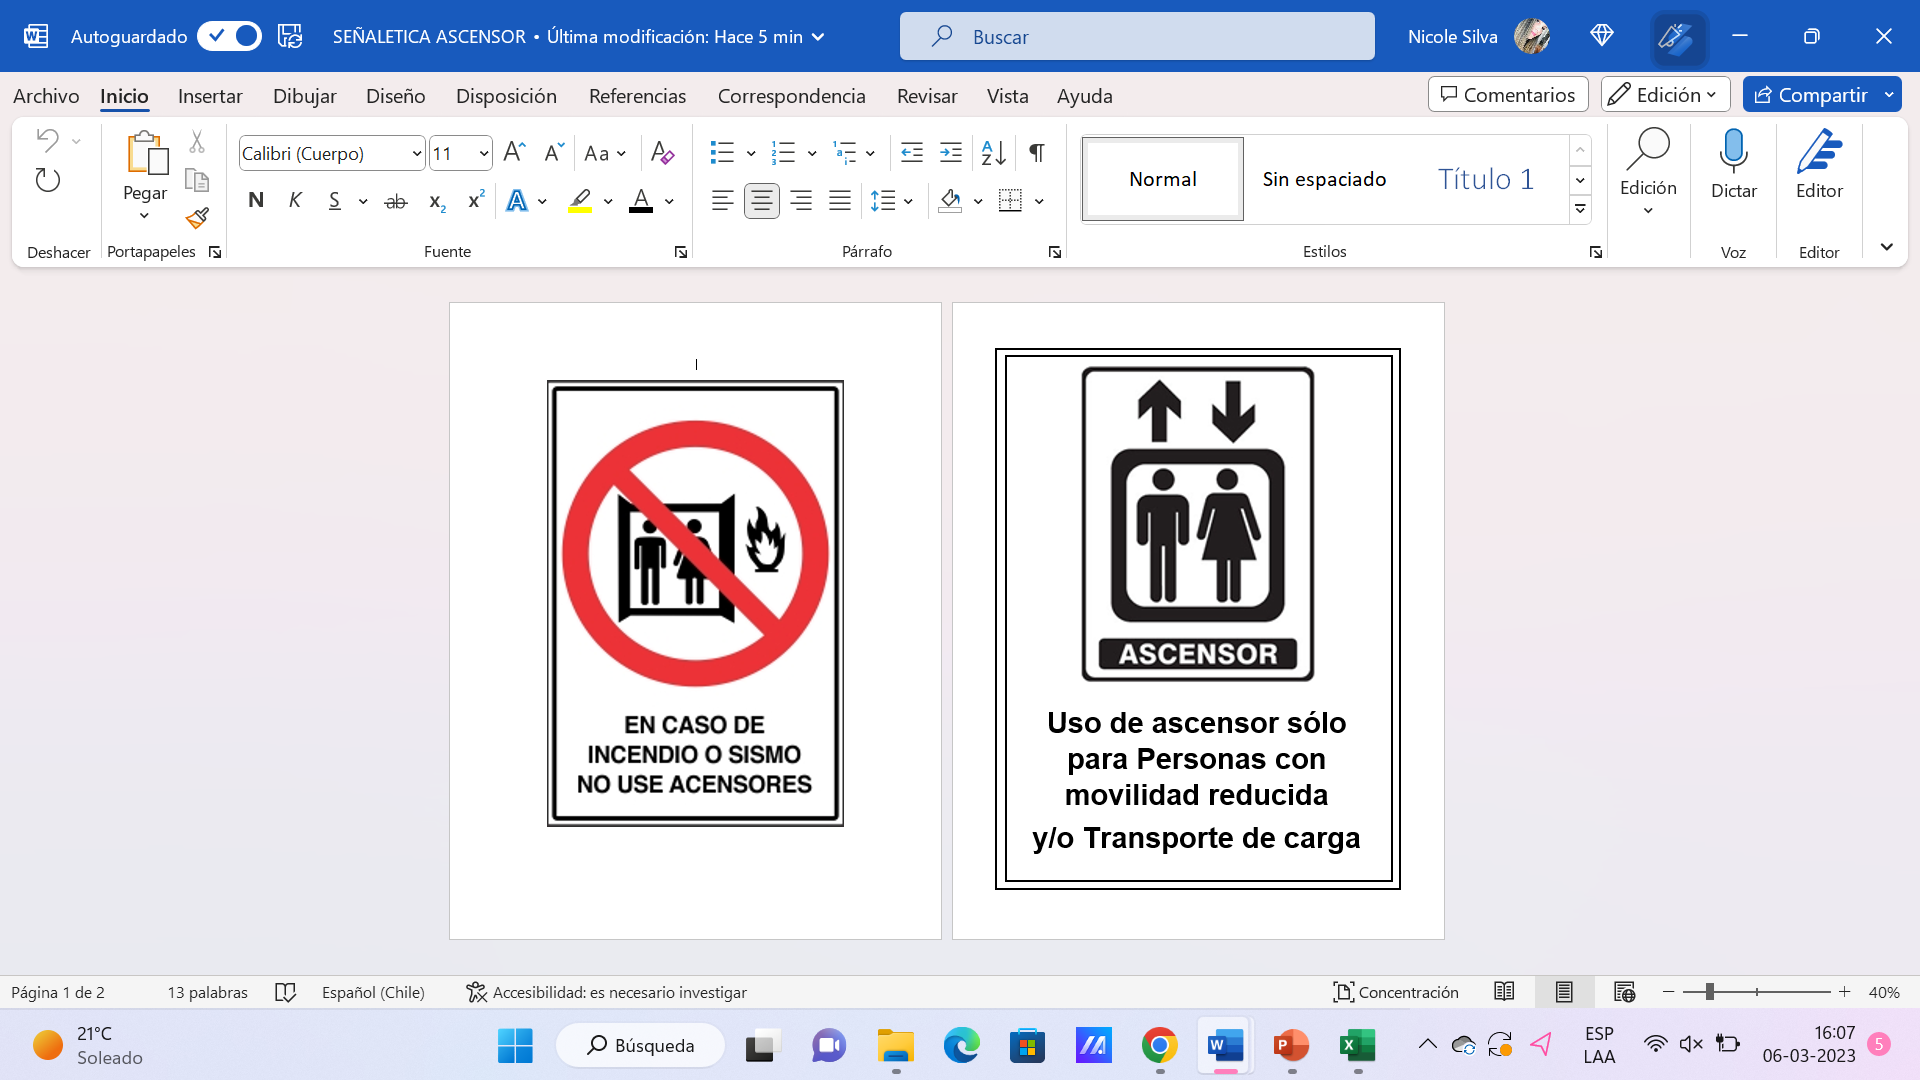 Autoguardado
SEÑALETICA ASCENSOR • Última modificación: Hace 5 min
Buscar
Nicole Silva
Archivo Inicio Insertar Dibujar Diseño Disposición Referencias Correspondencia Revisar Vista Ayuda
Comentarios Edición Compartir
Calibri (Cuerpo) 11
Aa
Pegar
N K S ab x₂ x² A A
Normal
Sin espaciado
Título 1
Edición
Dictar
Editor
Deshacer Portapapeles Fuente Párrafo Estilos Voz Editor
EN CASO DE
INCENDIO O SISMO
NO USE ACENSORES
ASCENSOR
Uso de ascensor sólo
para Personas con
movilidad reducida
y/o Transporte de carga
Página 1 de 2 13 palabras Español (Chile) Accesibilidad: es necesario investigar Concentración 40%
21°C
Soleado
Búsqueda
ESP
LAA
16:07
06-03-2023
5